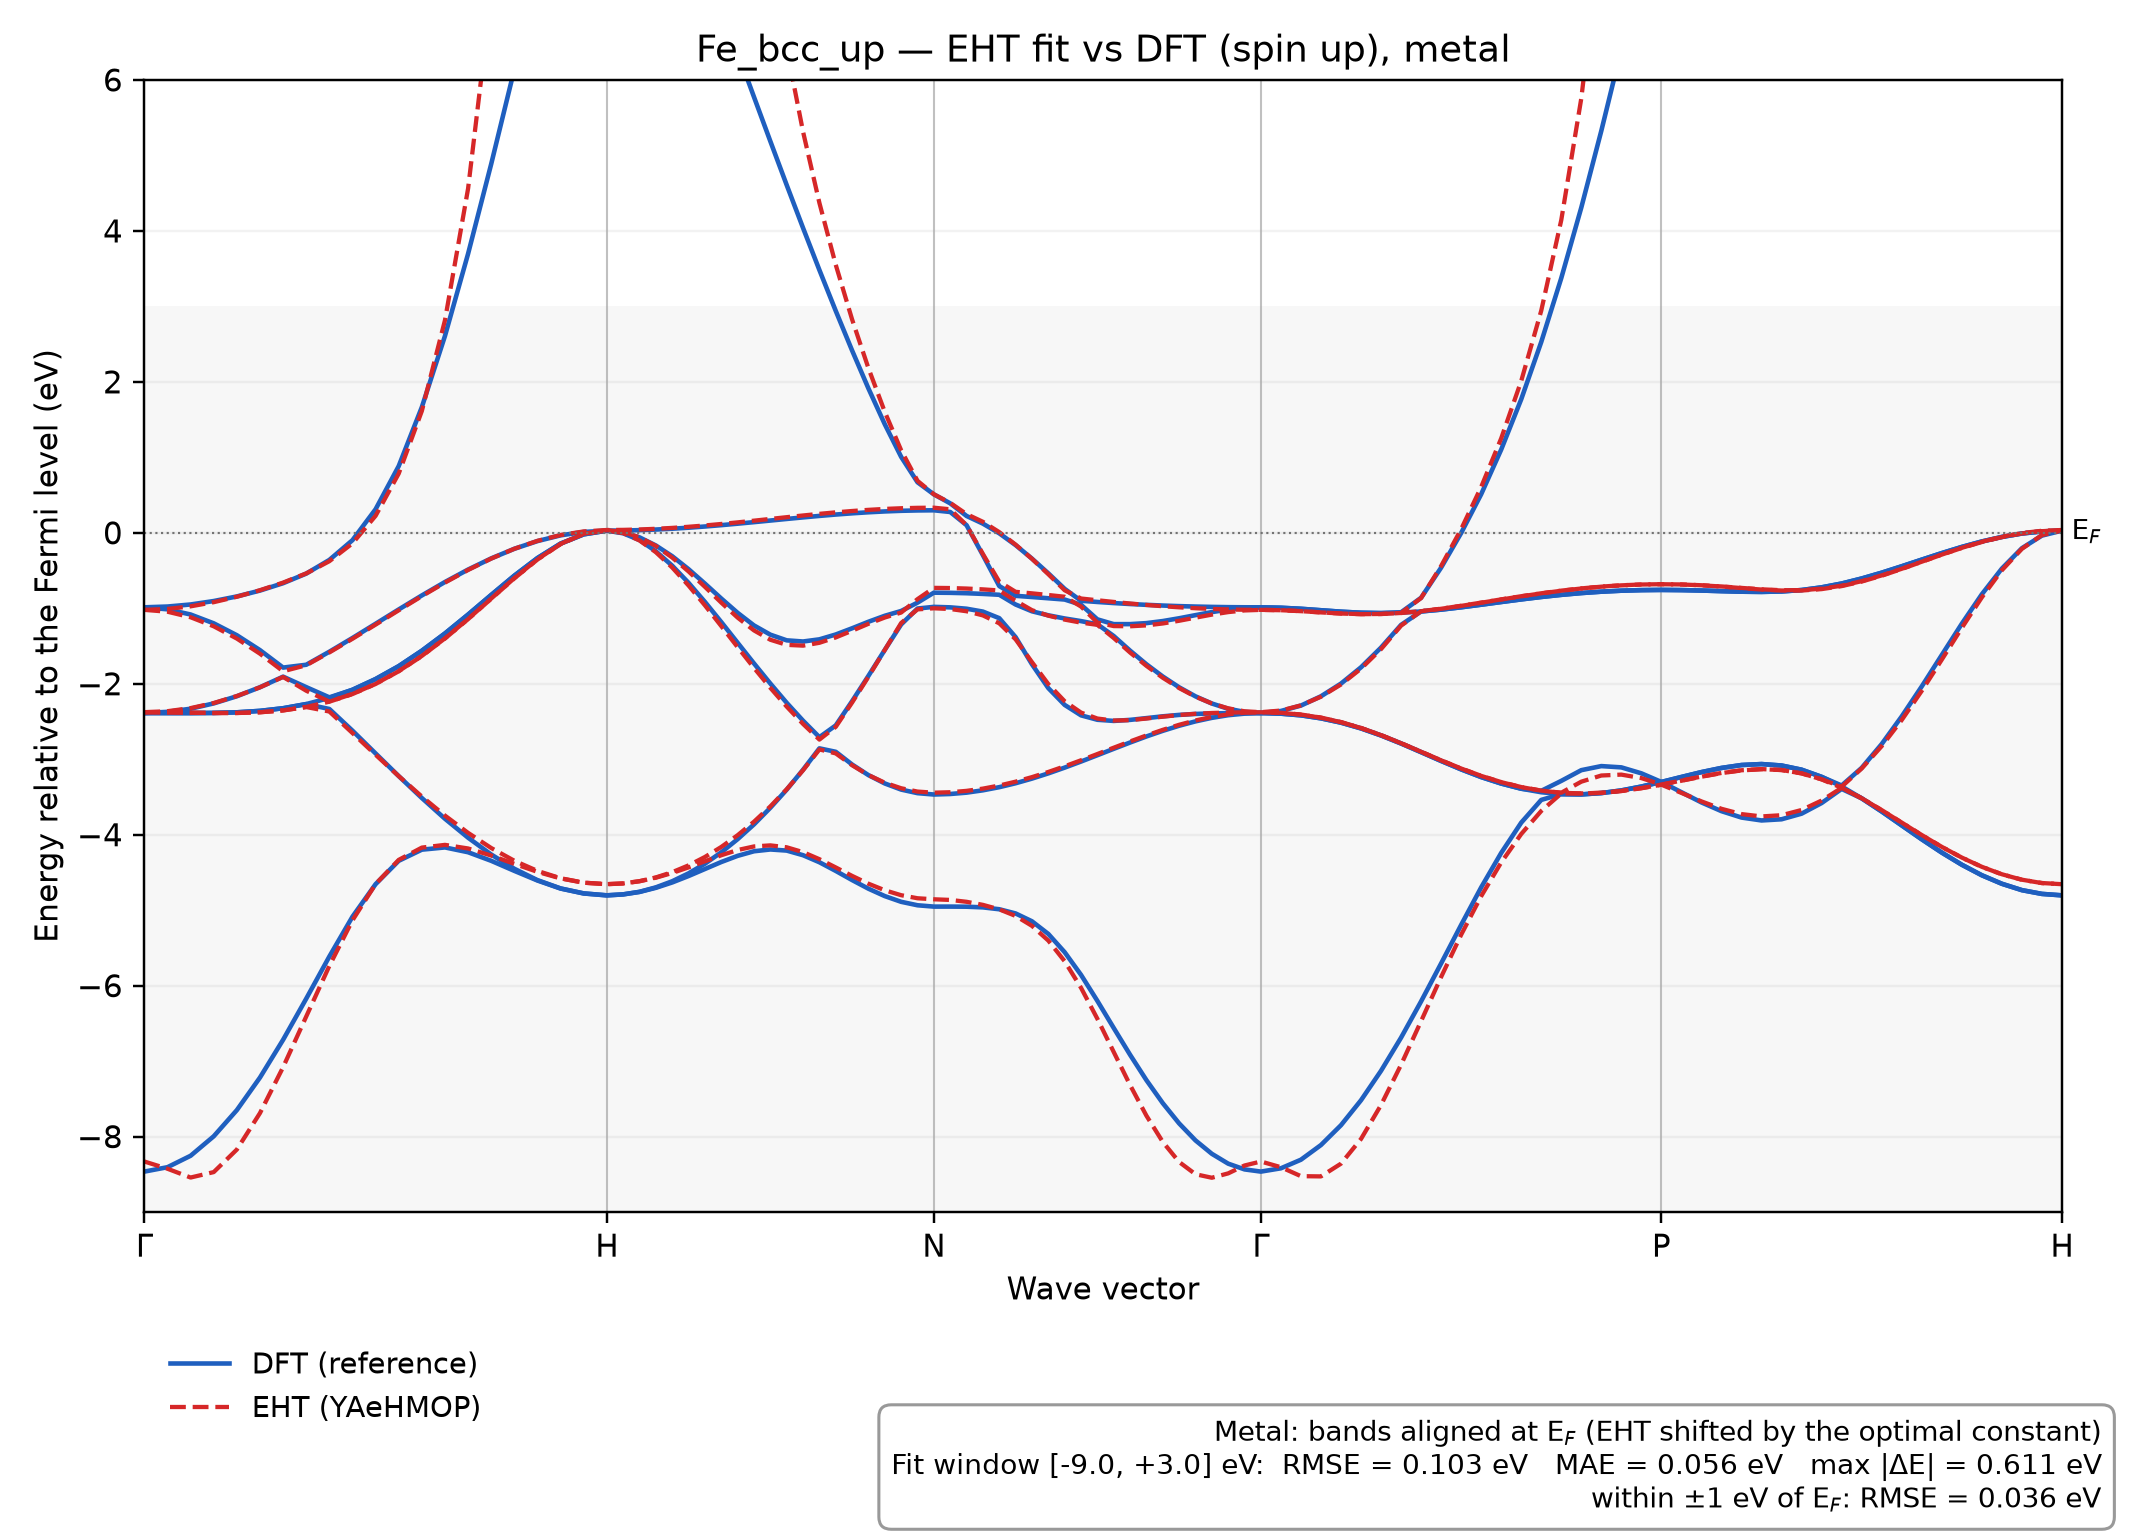 Fe_bcc_up — EHT fit vs DFT (spin up), metal
Energy relative to the Fermi level (eV)
6
4
2
0
−2
−4
−6
−8
E_F
Γ
H
N
Γ
P
H
Wave vector
DFT (reference)
EHT (YAeHMOP)
Metal: bands aligned at E_F (EHT shifted by the optimal constant)
Fit window [-9.0, +3.0] eV:  RMSE = 0.103 eV   MAE = 0.056 eV   max |ΔE| = 0.611 eV
within ±1 eV of E_F: RMSE = 0.036 eV